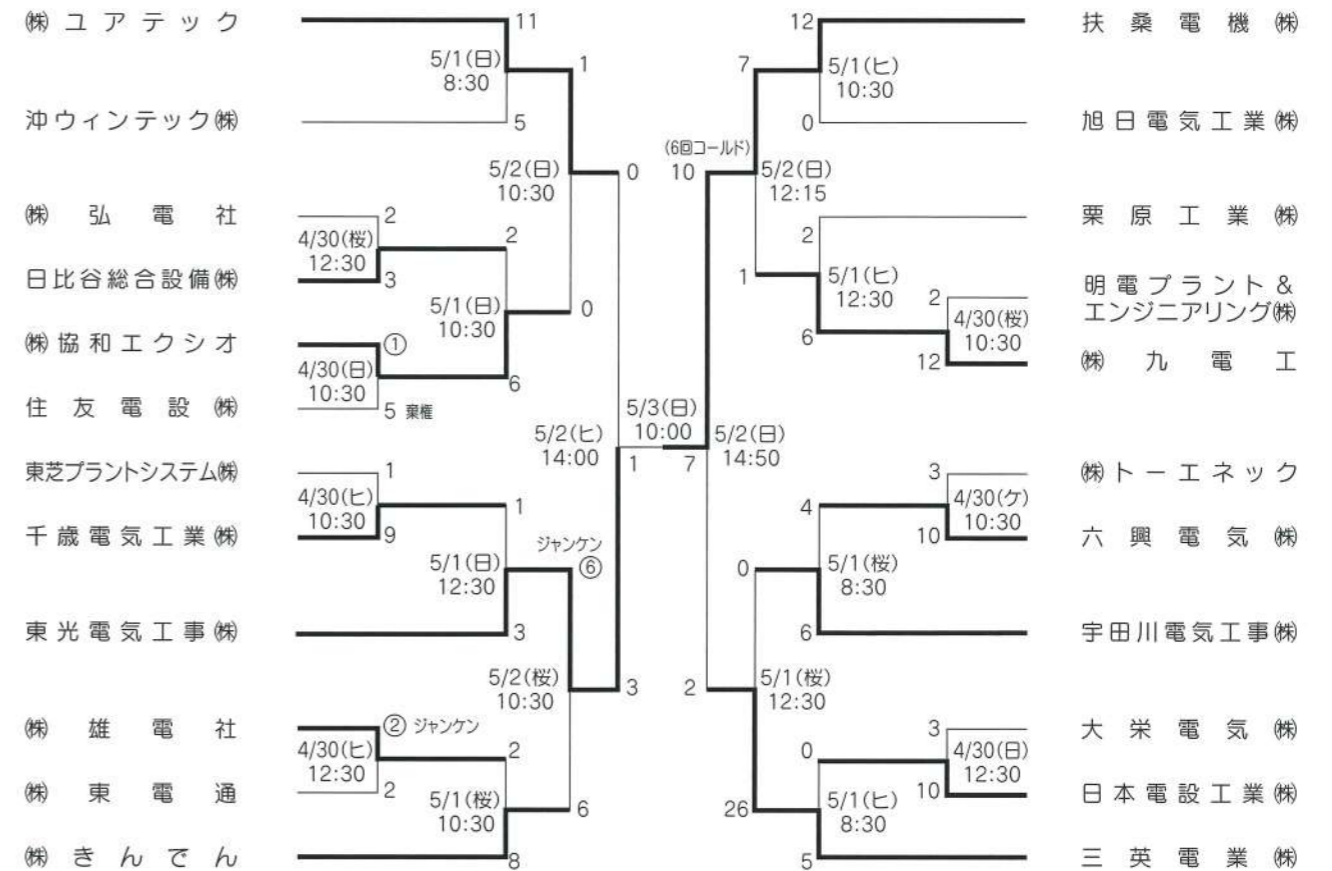 ㈱ユアテック
11
5/1(日)
8:30
1
沖ウィンテック㈱
5
5/2(日)
10:30
0
㈱弘電社
2
4/30(桜)
12:30
2
日比谷総合設備㈱
3
5/1(日)
10:30
0
㈱協和エクシオ
①
4/30(日)
10:30
6
住友電設㈱
5 棄権
5/2(ヒ)
14:00
東芝プラントシステム㈱
1
4/30(ヒ)
10:30
1
千歳電気工業㈱
9
ジャンケン
⑥
5/1(日)
12:30
東光電気工事㈱
3
5/2(桜)
10:30
3
㈱雄電社
② ジャンケン
4/30(ヒ)
12:30
2
㈱東電通
2
5/1(桜)
10:30
6
㈱きんでん
8
5/3(日)
10:00
1 7
12
扶桑電機㈱
7
5/1(ヒ)
10:30
0
旭日電気工業㈱
(6回コールド)
10
5/2(日)
12:15
栗原工業㈱
2
1
5/1(ヒ)
12:30
2
明電プラント&
エンジニアリング㈱
4/30(桜)
10:30
6
12
㈱九電工
5/2(日)
14:50
3
㈱トーエネック
4
4/30(ケ)
10:30
10
六興電気㈱
0
5/1(桜)
8:30
6
宇田川電気工事㈱
2
5/1(桜)
12:30
3
大栄電気㈱
0
4/30(日)
12:30
10
日本電設工業㈱
26
5/1(ヒ)
8:30
5
三英電業㈱